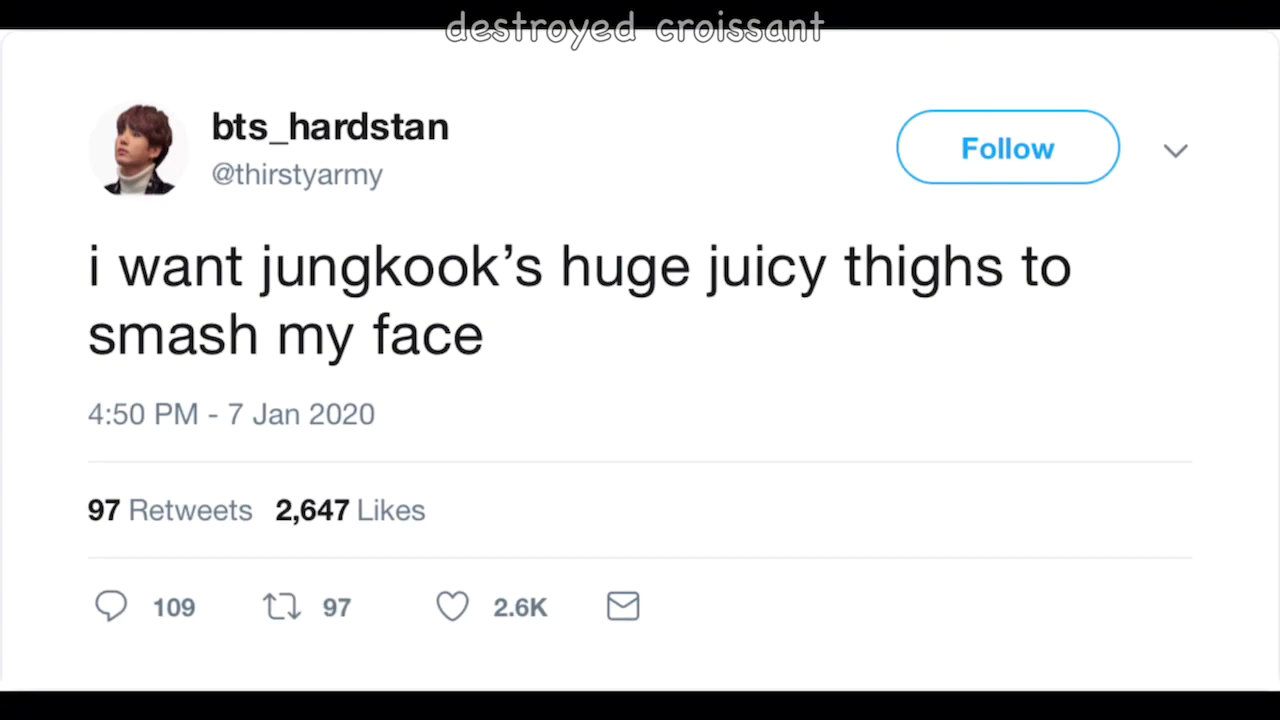 destroyed croissant
bts_hardstan
@thirstyarmy
Follow
i want jungkook’s huge juicy thighs to
smash my face
4:50 PM - 7 Jan 2020
97 Retweets 2,647 Likes
109 97 2.6K